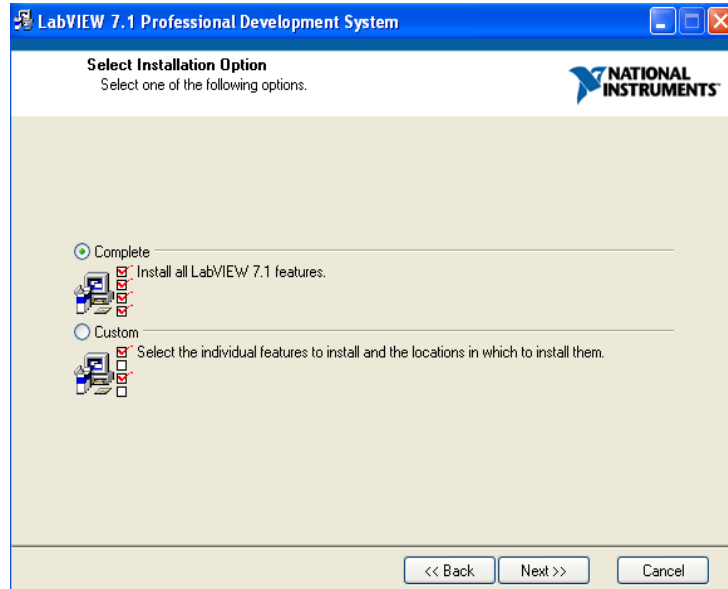 LabVIEW 7.1 Professional Development System
Select Installation Option
Select one of the following options.
NATIONAL
INSTRUMENTS™
Complete
Install all LabVIEW 7.1 features.
Custom
Select the individual features to install and the locations in which to install them.
<< Back
Next >>
Cancel